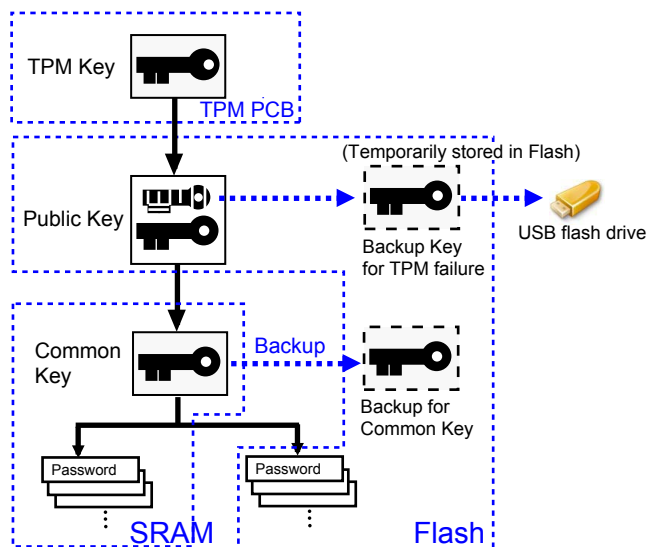 TPM Key
TPM PCB
(Temporarily stored in Flash)
Public Key
USB flash drive
Backup Key
for TPM failure
Common
Key
Backup
Backup for
Common Key
Password
Password
SRAM
Flash